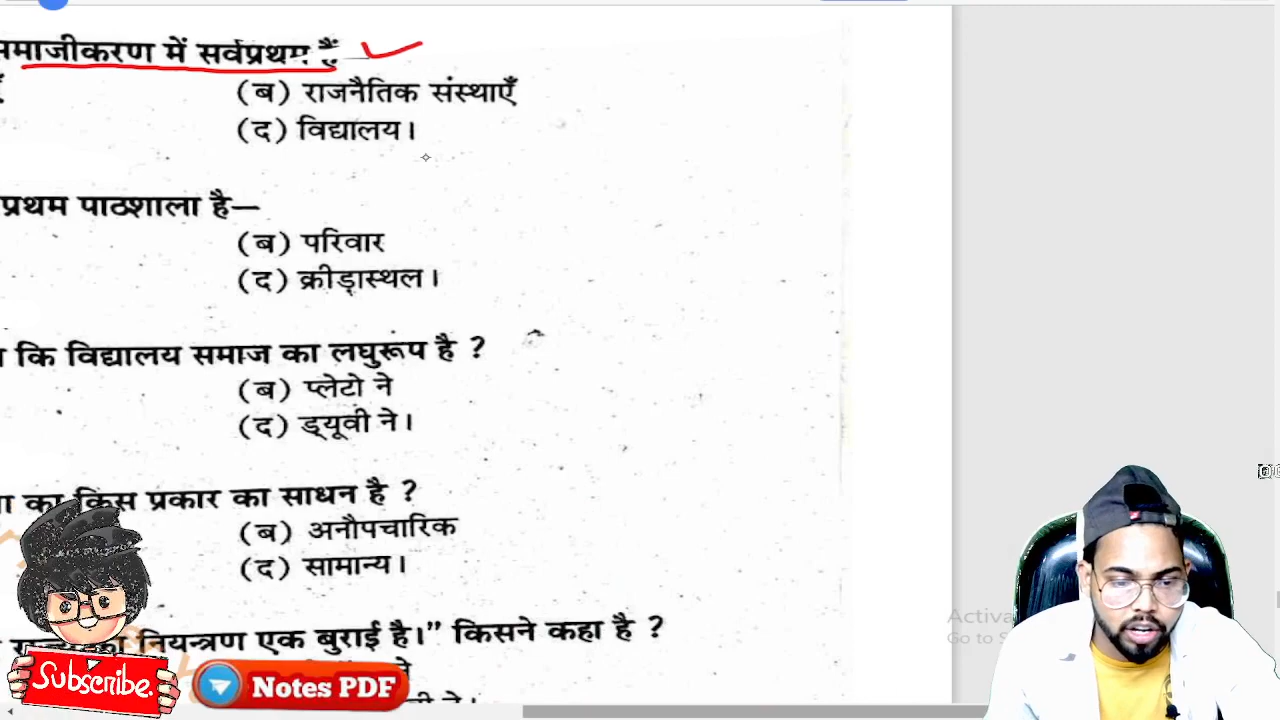 समाजीकरण में सर्वप्रथम हैं
(ब) राजनैतिक संस्थाएँ
(द) विद्यालय।
प्रथम पाठशाला है—
(ब) परिवार
(द) क्रीड़ास्थल।
कि विद्यालय समाज का लघुरूप है ?
(ब) प्लेटो ने
(द) ड्यूवी ने।
का किस प्रकार का साधन है ?
(ब) अनौपचारिक
(द) सामान्य।
नियन्त्रण एक बुराई है।” किसने कहा है ?
Subscribe.
Notes PDF